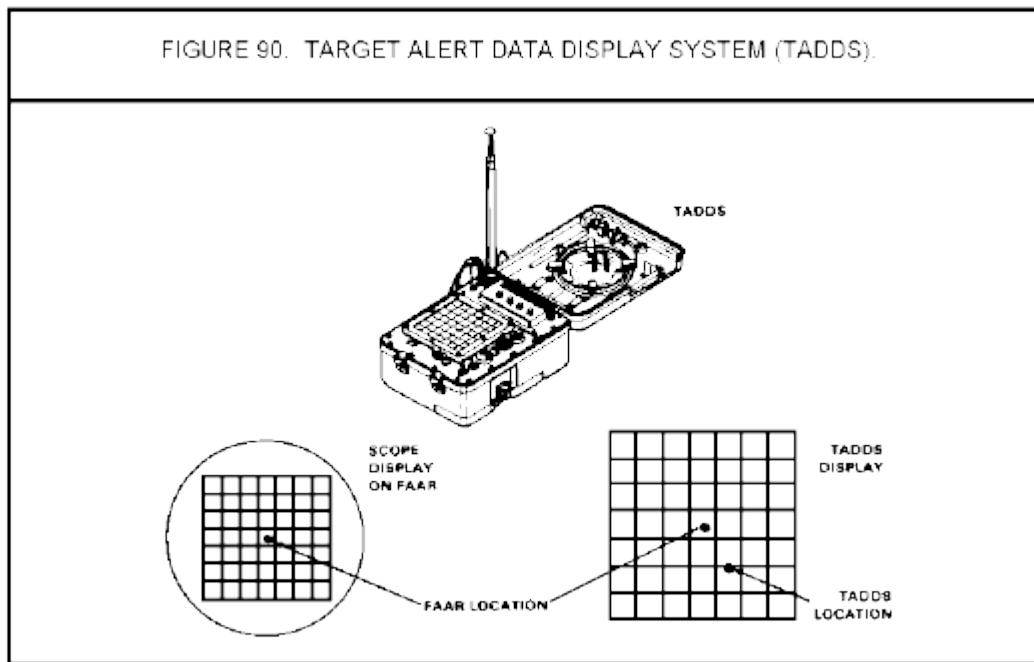 FIGURE 90. TARGET ALERT DATA DISPLAY SYSTEM (TADDS).
TADDS
SCOPE
DISPLAY
ON FAAR
TADDS
DISPLAY
FAAR LOCATION
TADDS
LOCATION